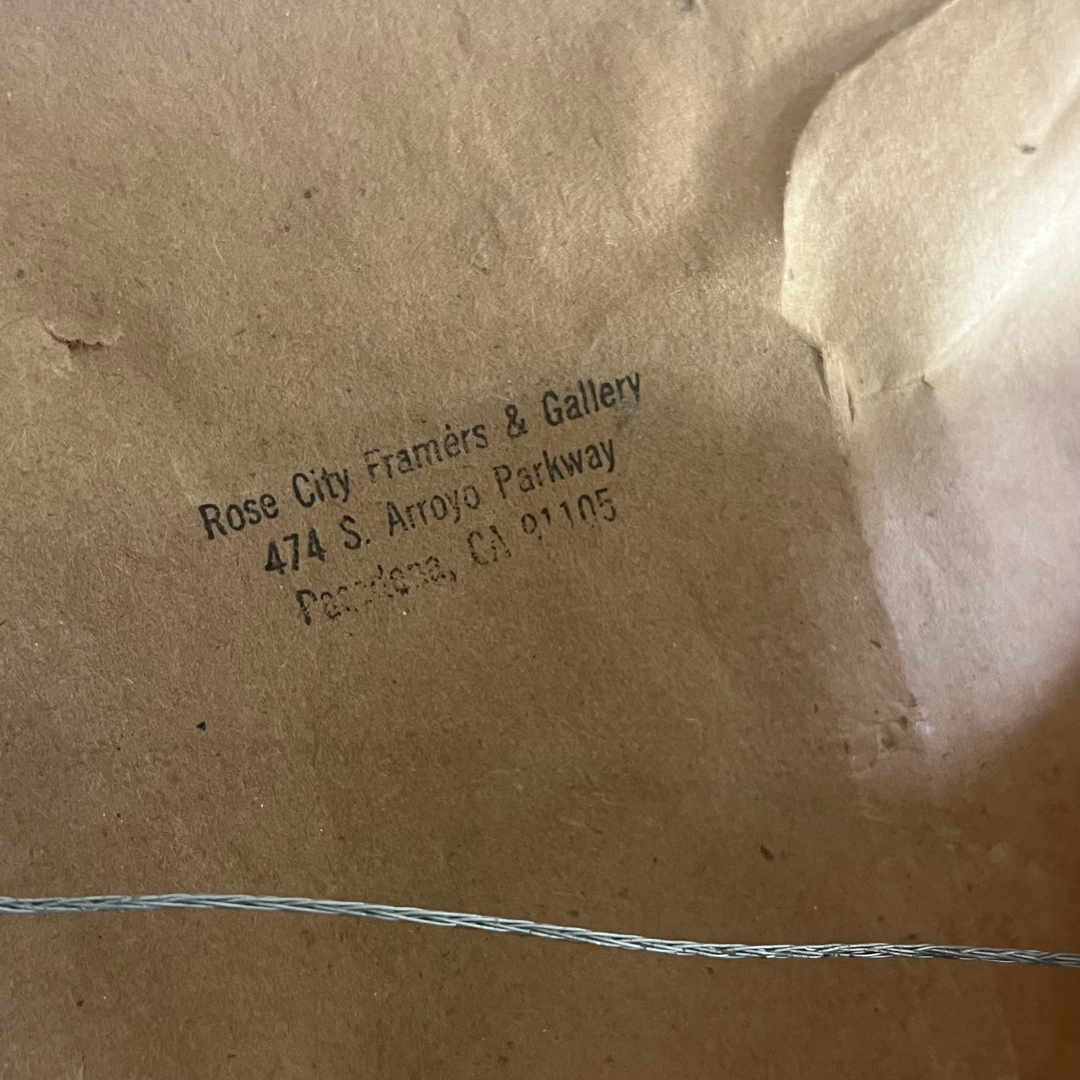 Rose City Framers & Gallery
474 S. Arroyo Parkway
Pasadena, CA 91105